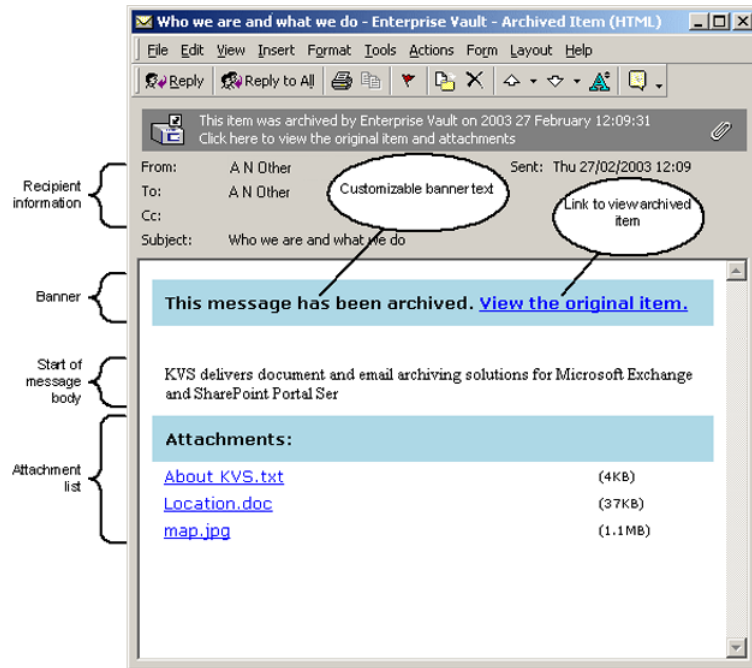 Who we are and what we do - Enterprise Vault - Archived Item (HTML)
File Edit View Insert Format Tools Actions Form Layout Help
Reply Reply to All
This item was archived by Enterprise Vault on 2003 27 February 12:09:31
Click here to view the original item and attachments
Recipient
information
From: A N Other
Sent: Thu 27/02/2003 12:09
To: A N Other
Cc:
Subject: Who we are and what we do
Customizable banner text
Link to view archived
item
Banner
This message has been archived. View the original item.
Start of
message
body
KVS delivers document and email archiving solutions for Microsoft Exchange
and SharePoint Portal Ser
Attachment
list
Attachments:
About KVS.txt (4KB)
Location.doc (37KB)
map.jpg (1.1MB)